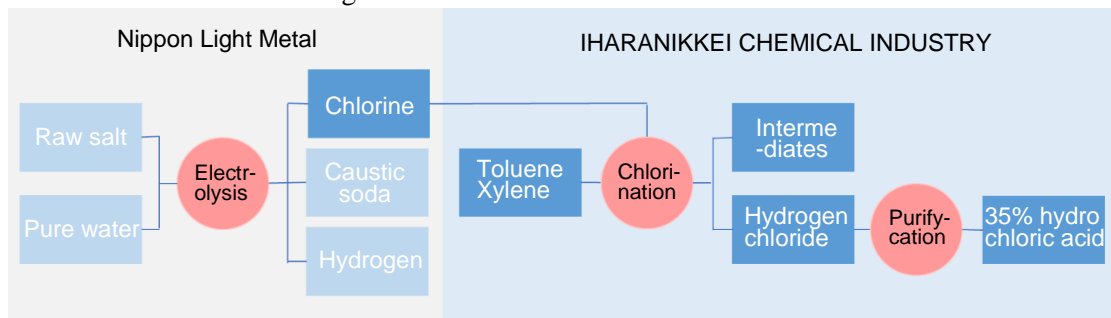 Nippon Light Metal
IHARANIKKEI CHEMICAL INDUSTRY
Raw salt
Pure water
Electr-
olysis
Chlorine
Caustic
soda
Hydrogen
Toluene
Xylene
Chlori-
nation
Interme
-diates
Hydrogen
chloride
Purify-
cation
35% hydro
chloric acid